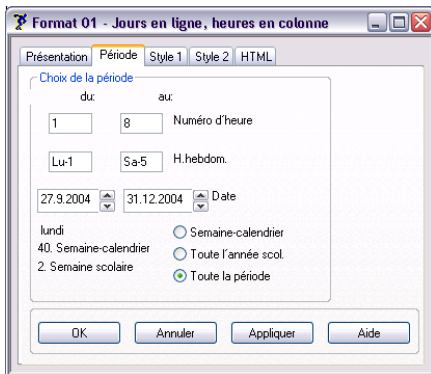 Format 01 - Jours en ligne, heures en colonne
Présentation Période Style 1 Style 2 HTML
Choix de la période
du: au:
1 8 Numéro d'heure
Lu-1 Sa-5 H.hebdom.
27.9.2004 31.12.2004 Date
lundi
Semaine-calendrier
40. Semaine-calendrier
Toute l'année scol.
2. Semaine scolaire
Toute la période
OK Annuler Appliquer Aide